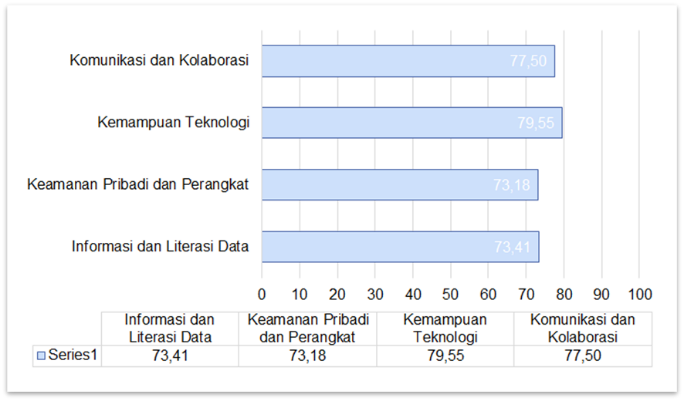 Komunikasi dan Kolaborasi
77,50
Kemampuan Teknologi
79,55
Keamanan Pribadi dan Perangkat
73,18
Informasi dan Literasi Data
73,41
0 10 20 30 40 50 60 70 80 90 100
Informasi dan Literasi Data Keamanan Pribadi dan Perangkat Kemampuan Teknologi Komunikasi dan Kolaborasi
Series1 73,41 73,18 79,55 77,50